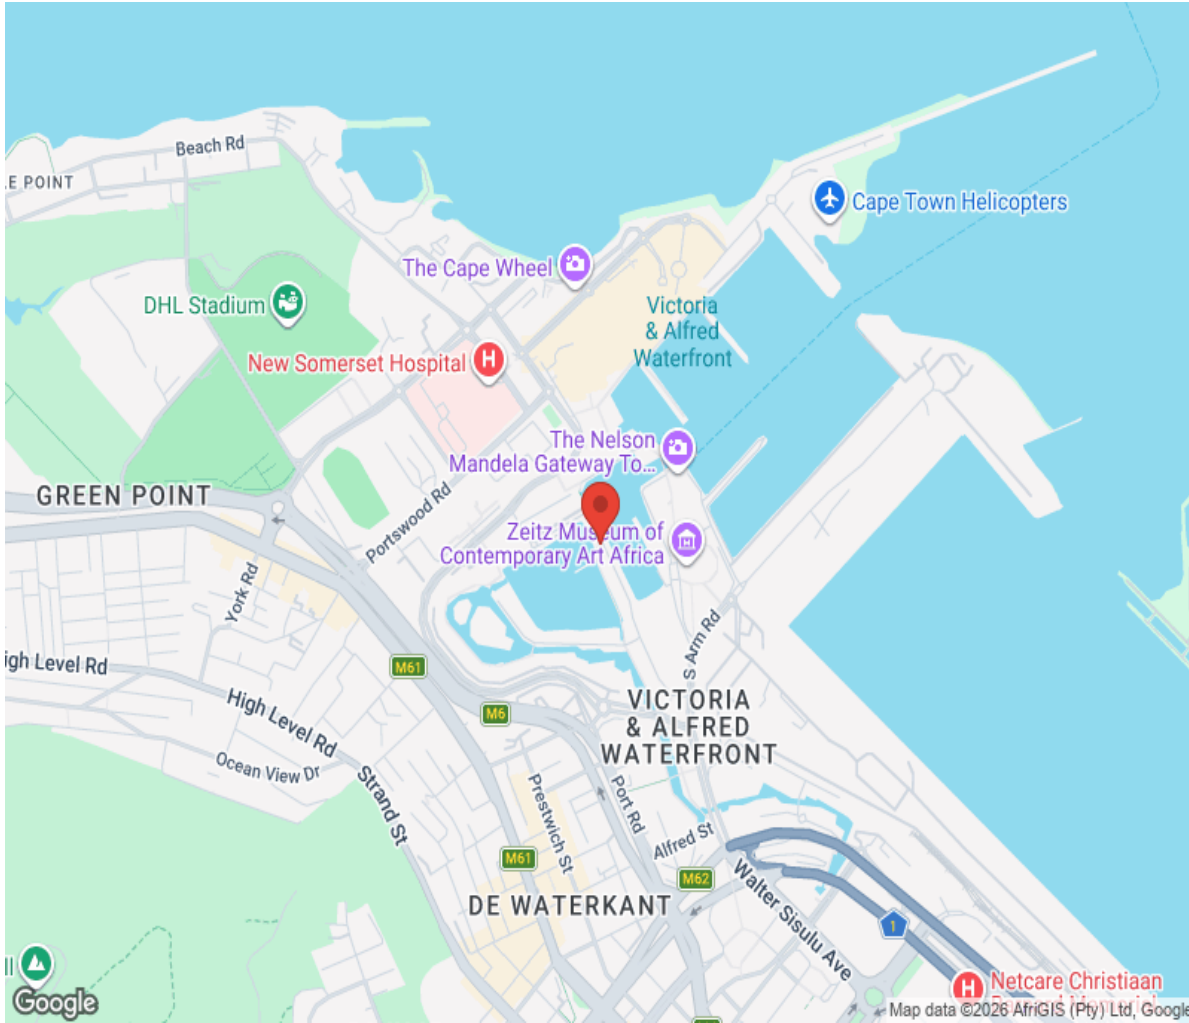 Beach Rd
E POINT
Cape Town Helicopters
The Cape Wheel
DHL Stadium
Victoria
& Alfred
Waterfront
New Somerset Hospital
H
The Nelson
Mandela Gateway To...
GREEN POINT
Portswood Rd
Zeitz Museum of
Contemporary Art Africa
York Rd
S Arm Rd
igh Level Rd
M61
High Level Rd
M6
VICTORIA
& ALFRED
WATERFRONT
Ocean View Dr
Strand St
Prestwich St
Port Rd
Alfred St
M61
M62
Walter Sisulu Ave
DE WATERKANT
1
ll
H
Netcare Christiaan
Barnard Memorial
Google
Map data ©2026 AfriGIS (Pty) Ltd, Google